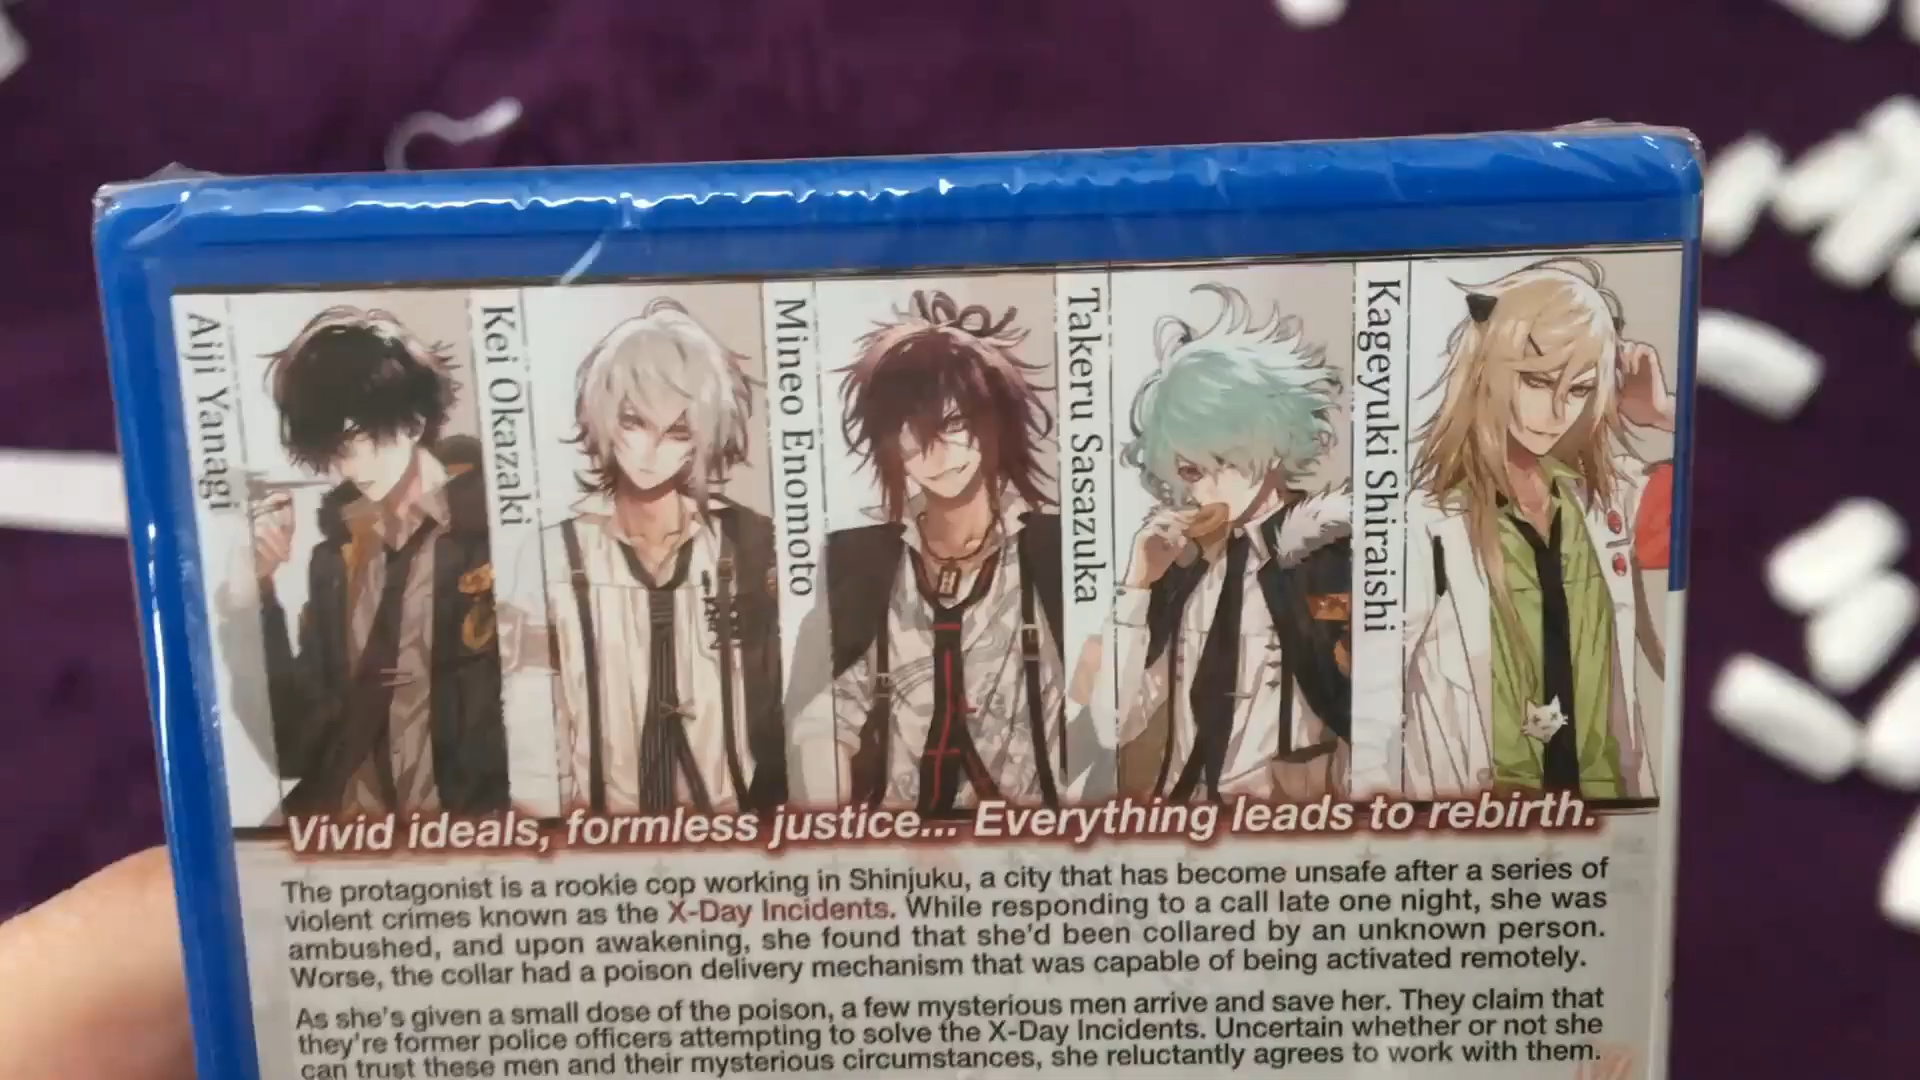 Aiji Yanagi
Kei Okazaki
Mineo Enomoto
Takeru Sasazuka
Kageyuki Shiraishi
Vivid ideals, formless justice... Everything leads to rebirth.
The protagonist is a rookie cop working in Shinjuku, a city that has become unsafe after a series of
violent crimes known as the X-Day Incidents. While responding to a call late one night, she was
ambushed, and upon awakening, she found that she'd been collared by an unknown person.
Worse, the collar had a poison delivery mechanism that was capable of being activated remotely.
As she's given a small dose of the poison, a few mysterious men arrive and save her. They claim that
they're former police officers attempting to solve the X-Day Incidents. Uncertain whether or not she
can trust these men and their mysterious circumstances, she reluctantly agrees to work with them.